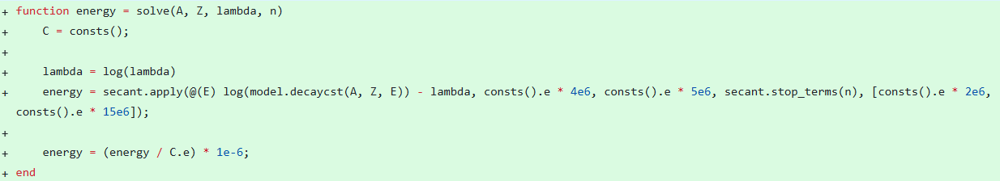 + function energy = solve(A, Z, lambda, n)
+     C = consts();
+
+     lambda = log(lambda)
+     energy = secant.apply(@(E) log(model.decaycst(A, Z, E)) - lambda, consts().e * 4e6, consts().e * 5e6, secant.stop_terms(n), [consts().e * 2e6,
consts().e * 15e6]);
+
+     energy = (energy / C.e) * 1e-6;
+ end